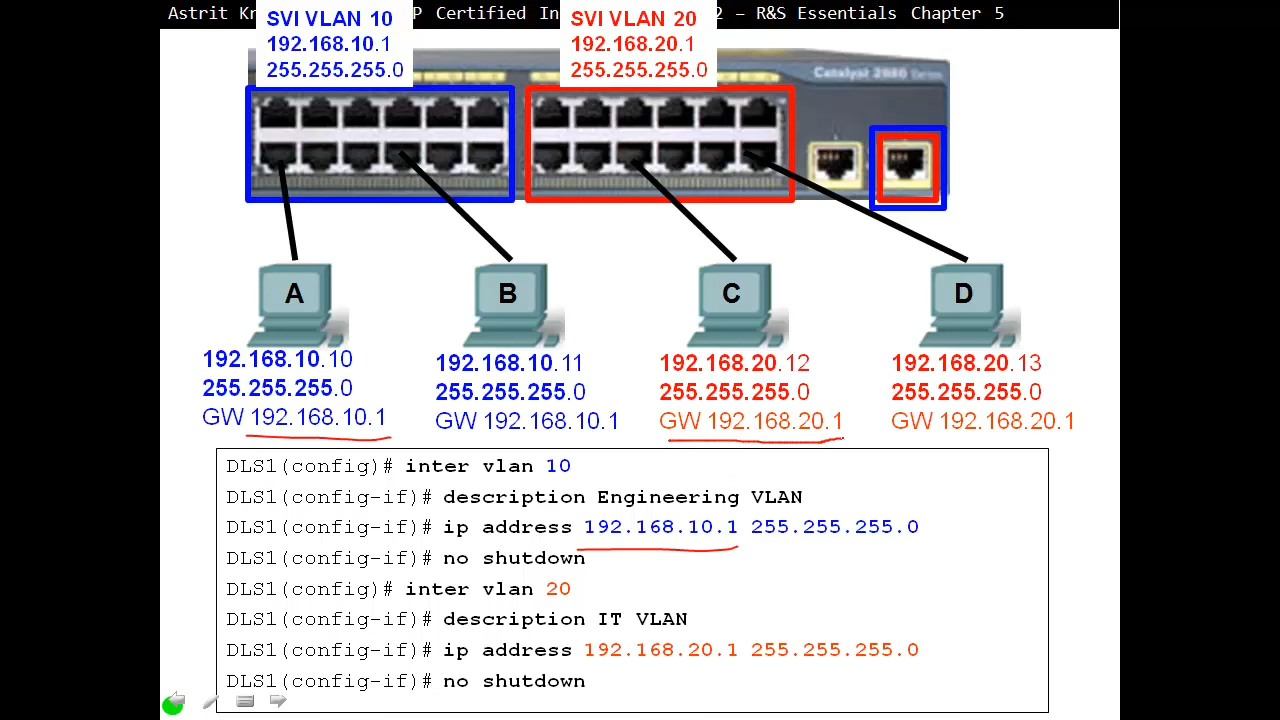 Astrit Kr
P Certified In
2 – R&S Essentials Chapter 5
SVI VLAN 10
192.168.10.1
255.255.255.0
SVI VLAN 20
192.168.20.1
255.255.255.0
Catalyst 2960 Series
A
B
C
D
192.168.10.10
255.255.255.0
GW 192.168.10.1
192.168.10.11
255.255.255.0
GW 192.168.10.1
192.168.20.12
255.255.255.0
GW 192.168.20.1
192.168.20.13
255.255.255.0
GW 192.168.20.1
DLS1(config)# inter vlan 10
DLS1(config-if)# description Engineering VLAN
DLS1(config-if)# ip address 192.168.10.1 255.255.255.0
DLS1(config-if)# no shutdown
DLS1(config)# inter vlan 20
DLS1(config-if)# description IT VLAN
DLS1(config-if)# ip address 192.168.20.1 255.255.255.0
DLS1(config-if)# no shutdown